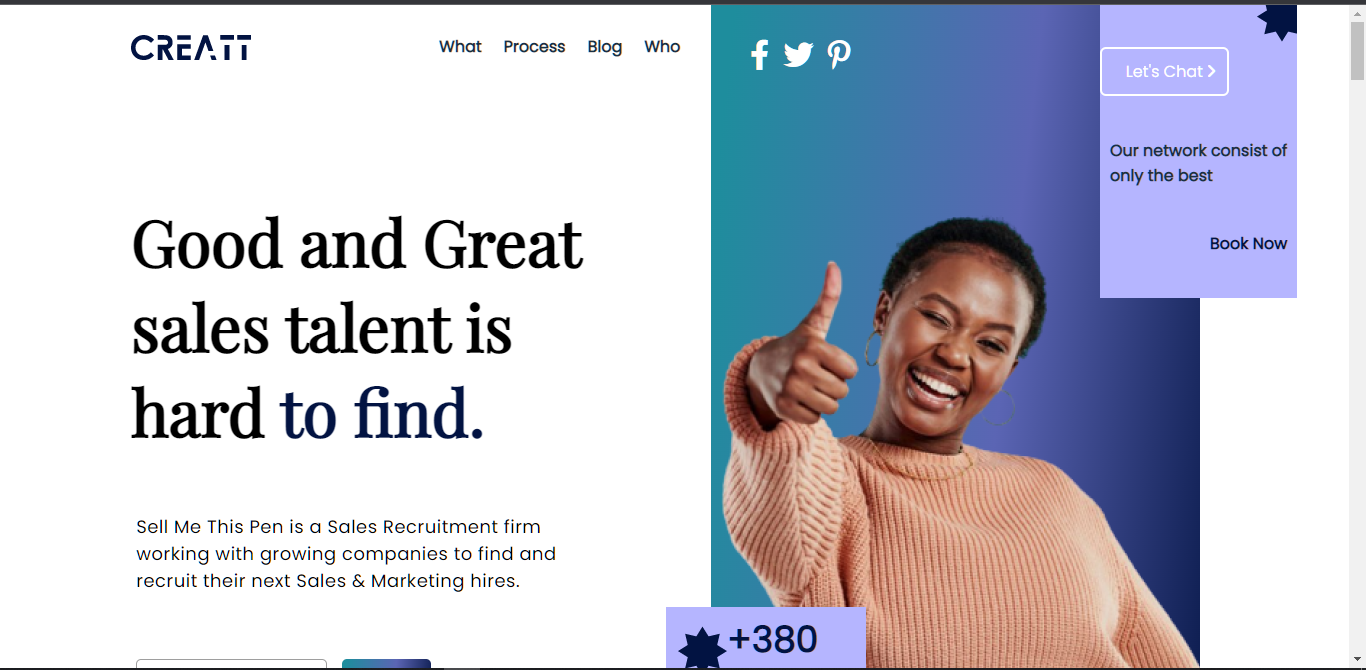 CREATT
What Process Blog Who
Let's Chat
Our network consist of
only the best
Book Now
Good and Great
sales talent is
hard to find.
Sell Me This Pen is a Sales Recruitment firm
working with growing companies to find and
recruit their next Sales & Marketing hires.
+380